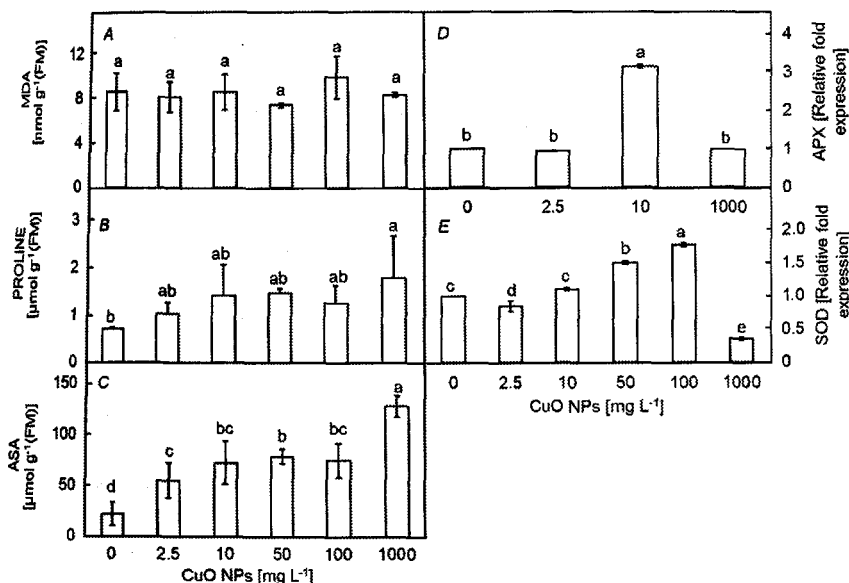 A
MDA
[nmol g⁻¹(FM)]
12
8
4
0
a
a
a
a
a
a
B
PROLINE
[µmol g⁻¹(FM)]
3
2
1
0
b
ab
ab
ab
ab
a
C
ASA
[µmol g⁻¹(FM)]
150
100
50
0
d
c
bc
b
bc
a
0 2.5 10 50 100 1000
CuO NPs [mg L⁻¹]
D
APX [Relative fold
expression]
4
3
2
1
0
b
b
a
b
0 2.5 10 1000
E
SOD [Relative fold
expression]
2.0
1.5
1.0
0.5
0
c
d
c
b
a
e
0 2.5 10 50 100 1000
CuO NPs [mg L⁻¹]